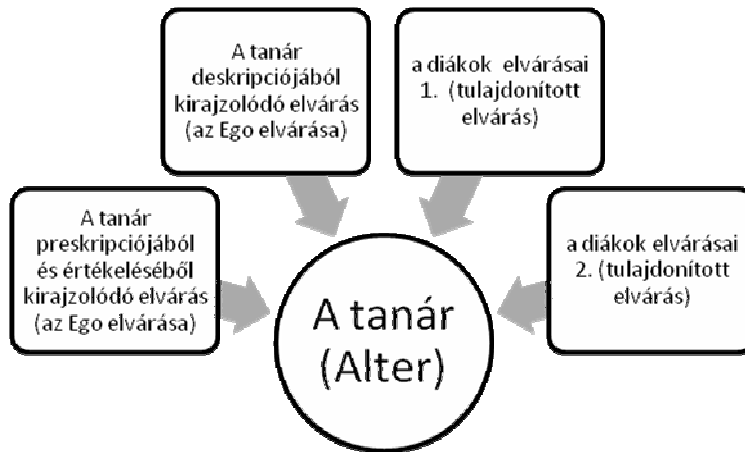 A tanár
deskripciójából
kirajzolódó elvárás
(az Ego elvárása)
a diákok elvárásai
1. (tulajdonított
elvárás)
A tanár
preskripciójából
és értékeléséből
kirajzolódó elvárás
(az Ego elvárása)
a diákok elvárásai
2. (tulajdonított
elvárás)
A tanár
(Alter)